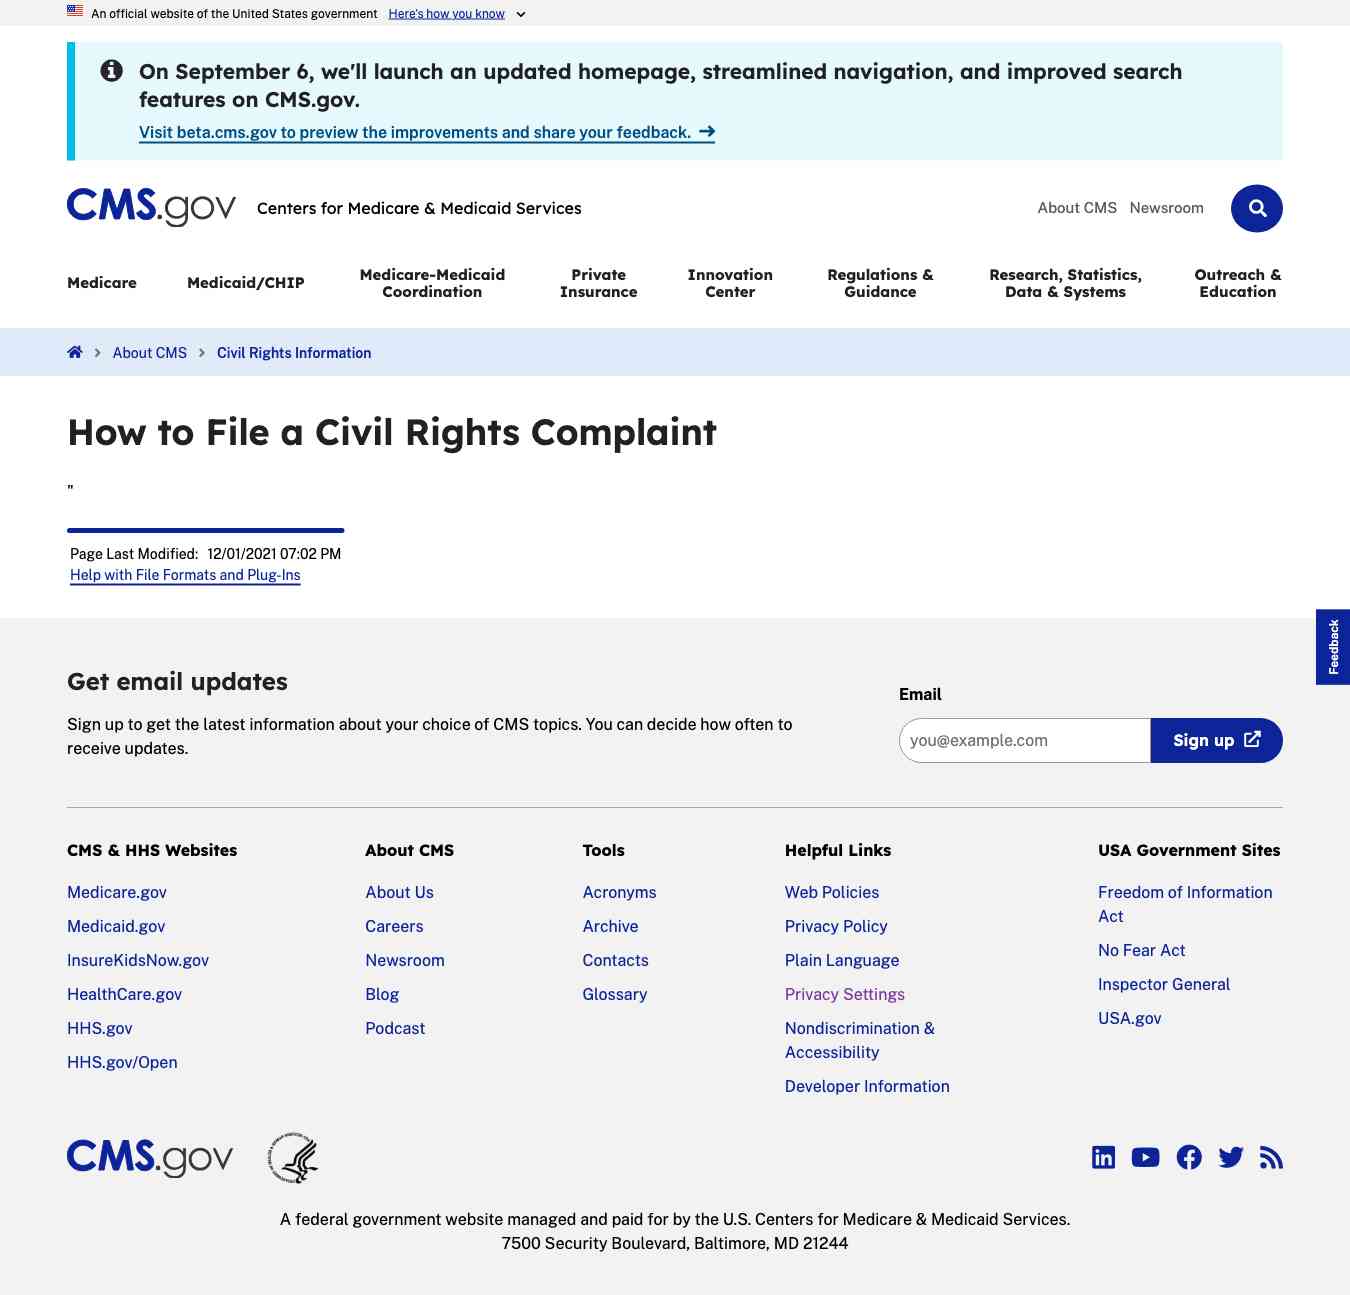 An official website of the United States government Here's how you know
On September 6, we'll launch an updated homepage, streamlined navigation, and improved search
features on CMS.gov.
Visit beta.cms.gov to preview the improvements and share your feedback.
CMS.gov Centers for Medicare & Medicaid Services About CMS Newsroom
Medicare Medicaid/CHIP Medicare-Medicaid Coordination Private Insurance Innovation Center Regulations & Guidance Research, Statistics, Data & Systems Outreach & Education
About CMS Civil Rights Information
How to File a Civil Rights Complaint
"
Page Last Modified: 12/01/2021 07:02 PM
Help with File Formats and Plug-Ins
Feedback
Get email updates
Sign up to get the latest information about your choice of CMS topics. You can decide how often to
receive updates.
Email
you@example.com Sign up
CMS & HHS Websites
Medicare.gov
Medicaid.gov
InsureKidsNow.gov
HealthCare.gov
HHS.gov
HHS.gov/Open
About CMS
About Us
Careers
Newsroom
Blog
Podcast
Tools
Acronyms
Archive
Contacts
Glossary
Helpful Links
Web Policies
Privacy Policy
Plain Language
Privacy Settings
Nondiscrimination &
Accessibility
Developer Information
USA Government Sites
Freedom of Information
Act
No Fear Act
Inspector General
USA.gov
CMS.gov
A federal government website managed and paid for by the U.S. Centers for Medicare & Medicaid Services.
7500 Security Boulevard, Baltimore, MD 21244